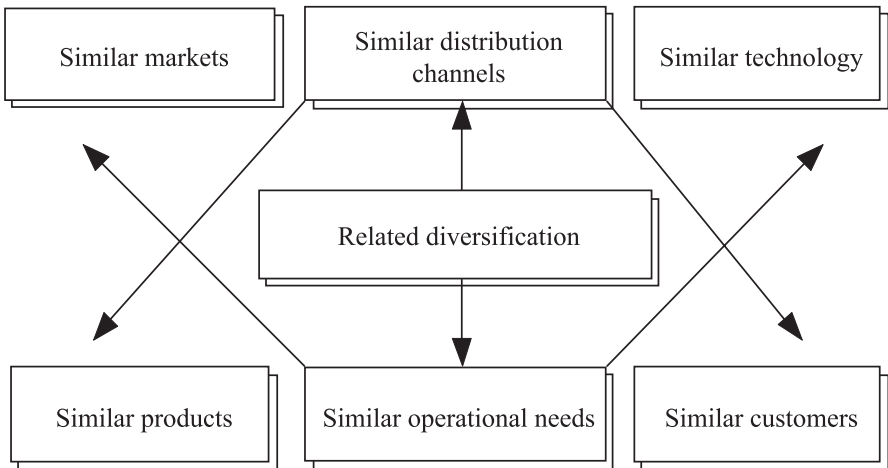 Similar markets
Similar distribution
channels
Similar technology
Related diversification
Similar products
Similar operational needs
Similar customers